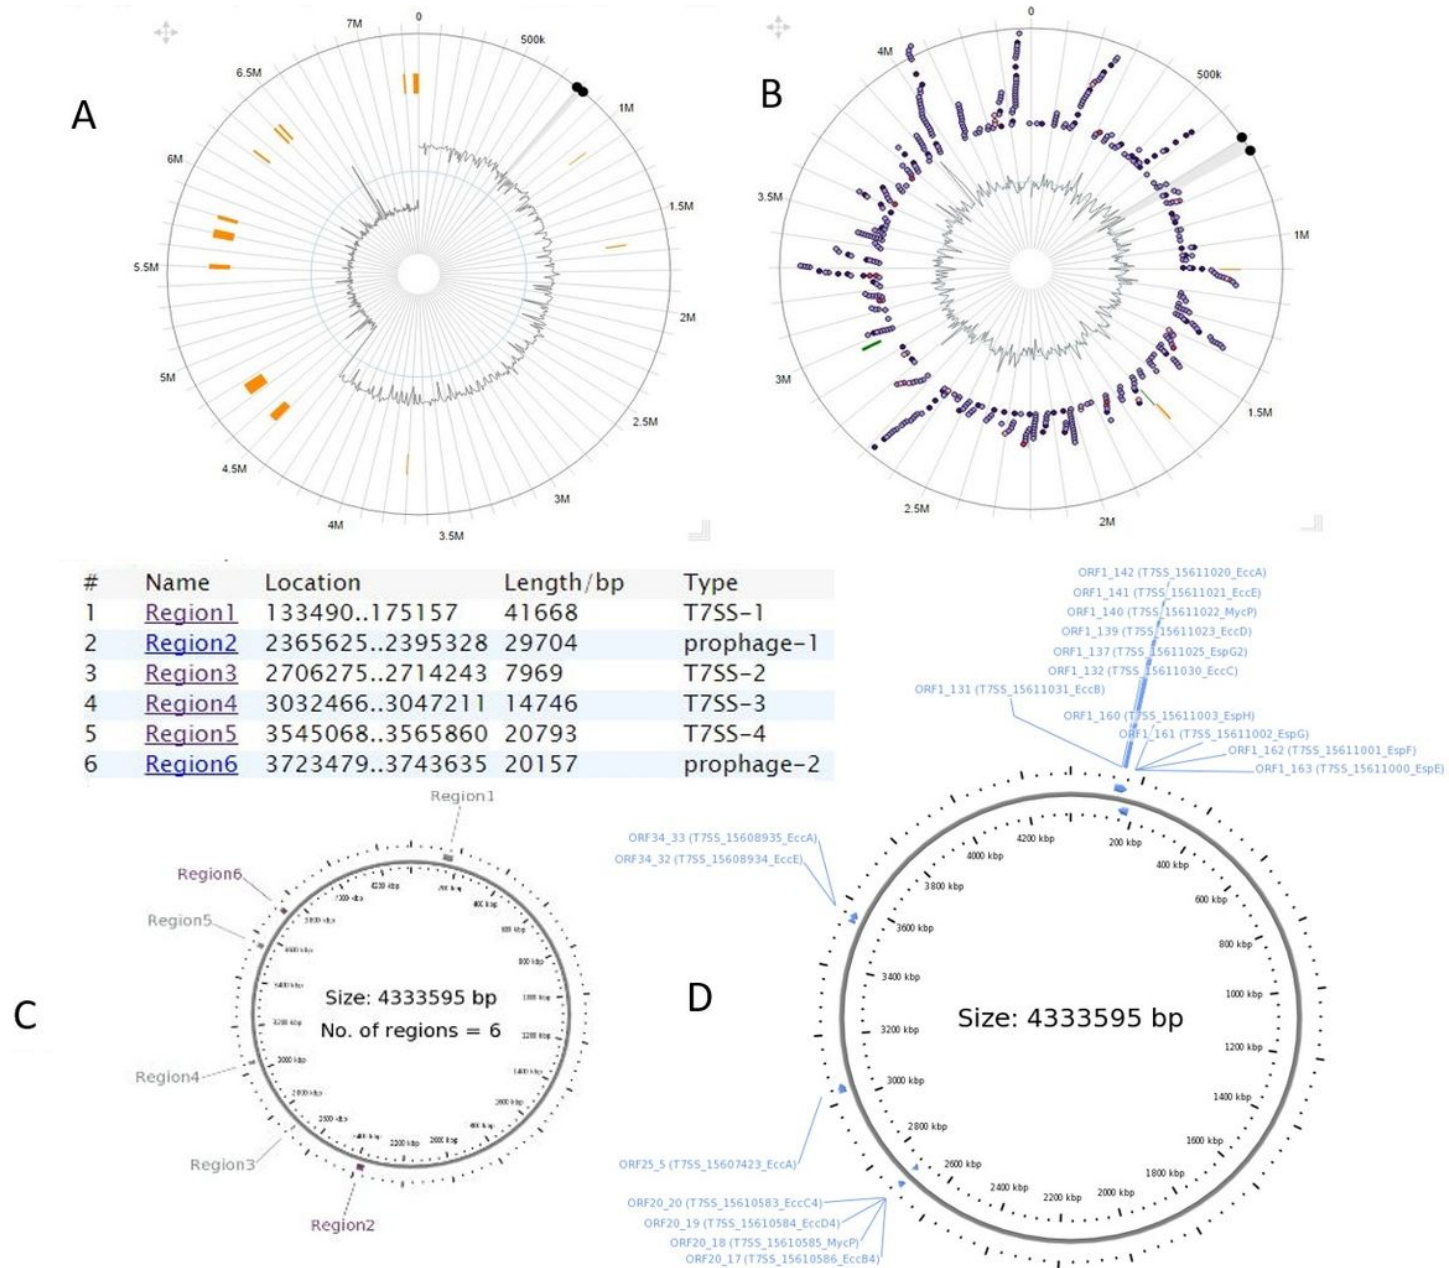 A
0
500k
1M
1.5M
2M
2.5M
3M
3.5M
4M
4.5M
5M
5.5M
6M
6.5M
7M
B
0
500k
1M
1.5M
2M
2.5M
3M
3.5M
4M
# Name Location Length/bp Type
1 Region1 133490..175157 41668 T7SS-1
2 Region2 2365625..2395328 29704 prophage-1
3 Region3 2706275..2714243 7969 T7SS-2
4 Region4 3032466..3047211 14746 T7SS-3
5 Region5 3545068..3565860 20793 T7SS-4
6 Region6 3723479..3743635 20157 prophage-2
C
Region1
Region6
Region5
Region4
Region3
Region2
Size: 4333595 bp
No. of regions = 6
D
ORF1_142 (T7SS_15611020_EccA)
ORF1_141 (T7SS_15611021_EccE)
ORF1_140 (T7SS_15611022_MycP)
ORF1_139 (T7SS_15611023_EccD)
ORF1_137 (T7SS_15611025_EspG2)
ORF1_132 (T7SS_15611030_EccC)
ORF1_131 (T7SS_15611031_EccB)
ORF1_160 (T7SS_15611003_EspH)
ORF1_161 (T7SS_15611002_EspG)
ORF1_162 (T7SS_15611001_EspF)
ORF1_163 (T7SS_15611000_EspE)
ORF34_33 (T7SS_15608935_EccA)
ORF34_32 (T7SS_15608934_EccE)
ORF25_5 (T7SS_15607423_EccA)
ORF20_20 (T7SS_15610583_EccC4)
ORF20_19 (T7SS_15610584_EccD4)
ORF20_18 (T7SS_15610585_MycP)
ORF20_17 (T7SS_15610586_EccB4)
200 kbp
400 kbp
600 kbp
800 kbp
1000 kbp
1200 kbp
1400 kbp
1600 kbp
1800 kbp
2000 kbp
2200 kbp
2400 kbp
2600 kbp
2800 kbp
3000 kbp
3200 kbp
3400 kbp
3600 kbp
3800 kbp
4000 kbp
4200 kbp
Size: 4333595 bp